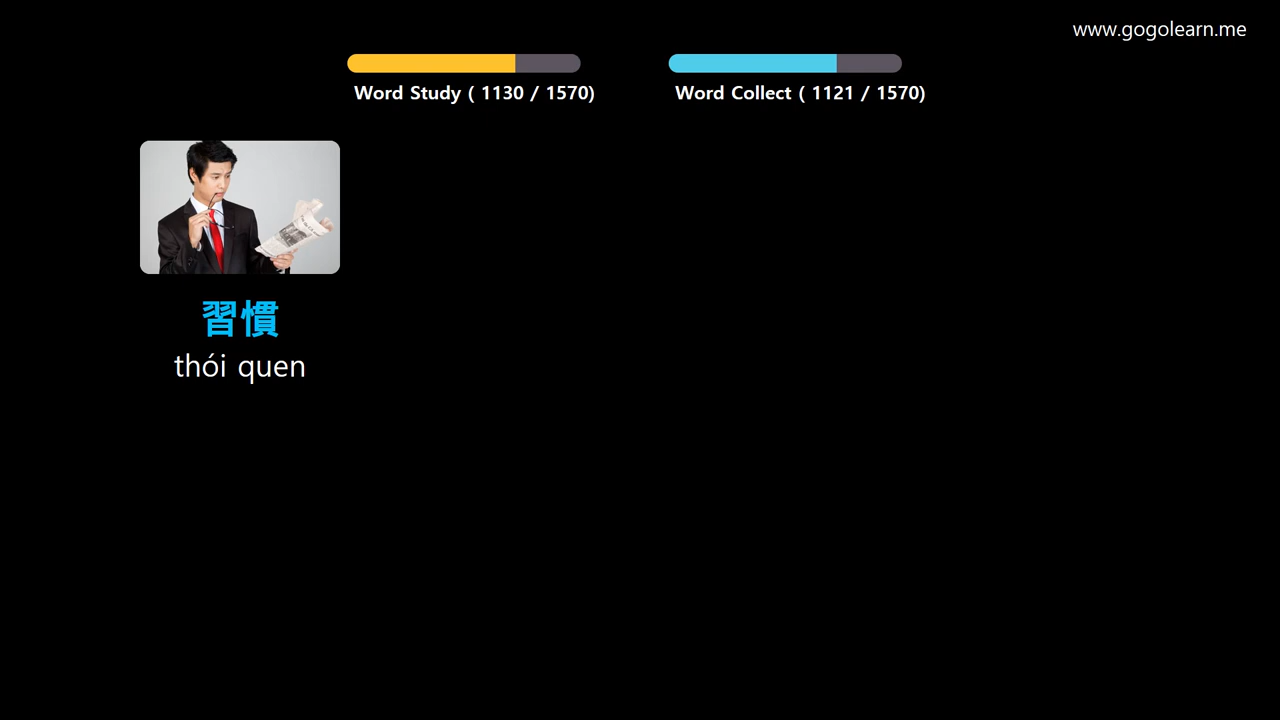 www.gogolearn.me
Word Study ( 1130 / 1570)
Word Collect ( 1121 / 1570)
習慣
thói quen